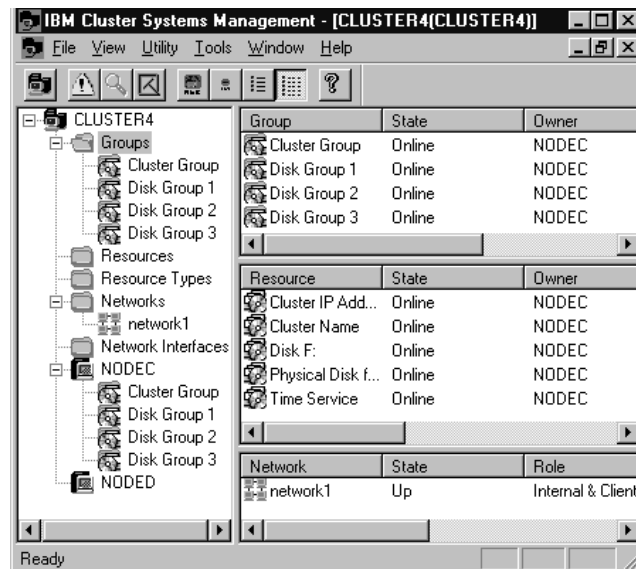 IBM Cluster Systems Management - [CLUSTER4(CLUSTER4)]
File View Utility Tools Window Help
CLUSTER4
Groups
Cluster Group
Disk Group 1
Disk Group 2
Disk Group 3
Resources
Resource Types
Networks
network1
Network Interfaces
NODEC
Cluster Group
Disk Group 1
Disk Group 2
Disk Group 3
NODED
Group State Owner
Cluster Group Online NODEC
Disk Group 1 Online NODEC
Disk Group 2 Online NODEC
Disk Group 3 Online NODEC
Resource State Owner
Cluster IP Add... Online NODEC
Cluster Name Online NODEC
Disk F: Online NODEC
Physical Disk f... Online NODEC
Time Service Online NODEC
Network State Role
network1 Up Internal & Client
Ready